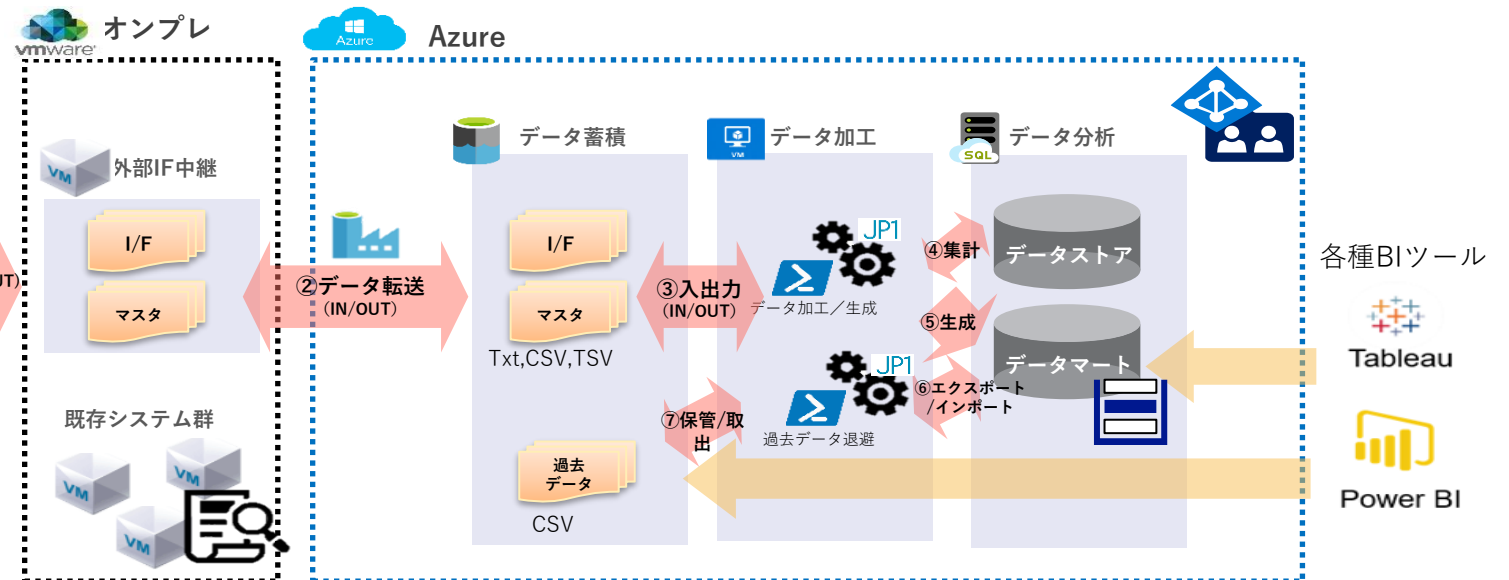 vmware
オンプレ
Azure
Azure
データ蓄積
VM
データ加工
SQL
データ分析
VM
外部IF中継
I/F
I/F
JP1
④集計
データストア
各種BIツール
UT)
②データ転送
(IN/OUT)
③入出力
(IN/OUT)
データ加工／生成
マスタ
マスタ
⑤生成
Txt,CSV,TSV
データマート
Tableau
JP1
⑥エクスポート
/インポート
既存システム群
⑦保管/取
出
過去データ退避
VM
VM
VM
過去
データ
CSV
Power BI